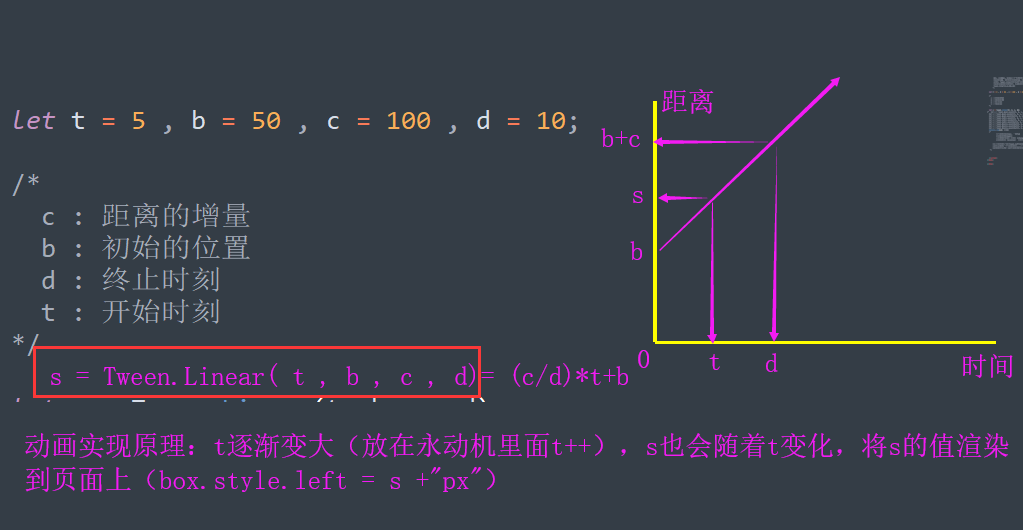 let t = 5 , b = 50 , c = 100 , d = 10;
/*
c : 距离的增量
b : 初始的位置
d : 终止时刻
t : 开始时刻
*/
s = Tween.Linear( t , b , c , d)= (c/d)*t+b
距离
b+c
s
b
0
t
d
时间
动画实现原理：t逐渐变大（放在永动机里面t++），s也会随着t变化，将s的值渲染
到页面上（box.style.left = s +"px"）